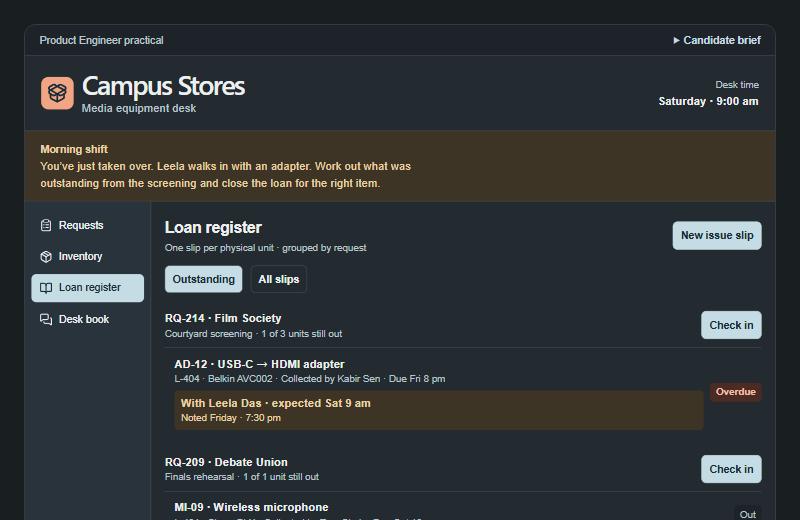 Product Engineer practical
▶ Candidate brief
Campus Stores
Media equipment desk
Desk time
Saturday · 9:00 am
Morning shift
You've just taken over. Leela walks in with an adapter. Work out what was
outstanding from the screening and close the loan for the right item.
Requests
Inventory
Loan register
Desk book
Loan register
One slip per physical unit · grouped by request
New issue slip
Outstanding
All slips
RQ-214 · Film Society
Courtyard screening · 1 of 3 units still out
Check in
AD-12 · USB-C → HDMI adapter
L-404 · Belkin AVC002 · Collected by Kabir Sen · Due Fri 8 pm
With Leela Das · expected Sat 9 am
Noted Friday · 7:30 pm
Overdue
RQ-209 · Debate Union
Finals rehearsal · 1 of 1 unit still out
Check in
MI-09 · Wireless microphone
Out